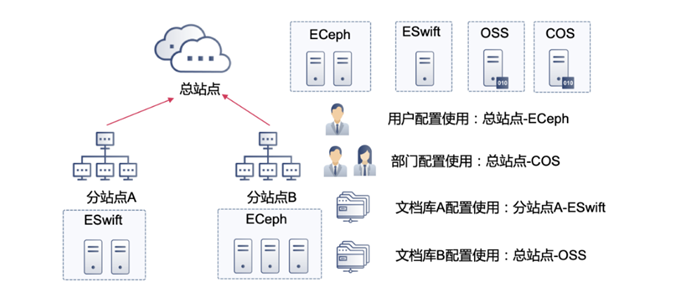 ECeph
ESwift
OSS
COS
010
010
总站点
用户配置使用：总站点-ECeph
部门配置使用：总站点-COS
分站点A
分站点B
文档库A配置使用：分站点A-ESwift
ESwift
ECeph
文档库B配置使用：总站点-OSS